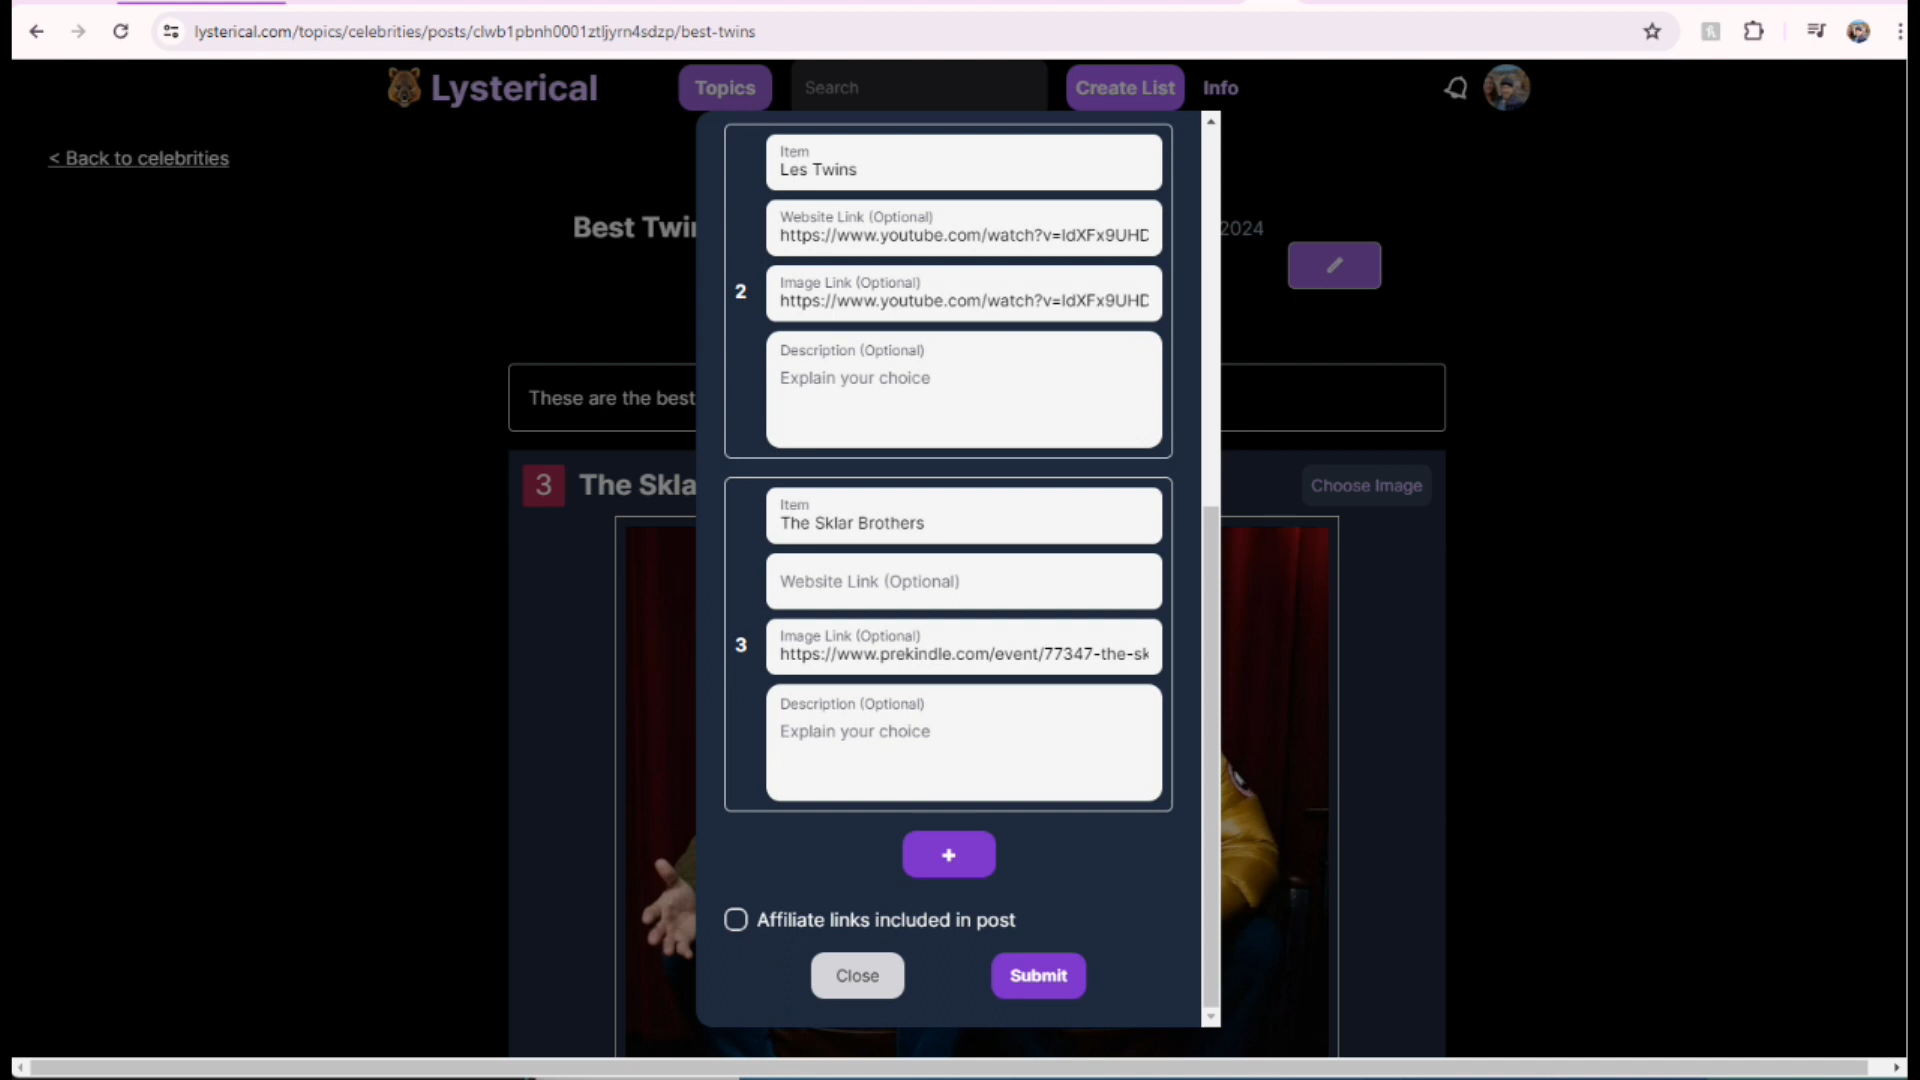 lysterical.com/topics/celebrities/posts/clwb1pbnh0001ztljyrn4sdzp/best-twins
Lysterical
Topics
Search
Create List
Info
< Back to celebrities
Best Twi
2024
These are the best
3
The Skla
Choose Image
Item
Les Twins
Website Link (Optional)
https://www.youtube.com/watch?v=IdXFx9UHD
2
Image Link (Optional)
https://www.youtube.com/watch?v=IdXFx9UHD
Description (Optional)
Explain your choice
Item
The Sklar Brothers
Website Link (Optional)
3
Image Link (Optional)
https://www.prekindle.com/event/77347-the-sk
Description (Optional)
Explain your choice
+
Affiliate links included in post
Close
Submit